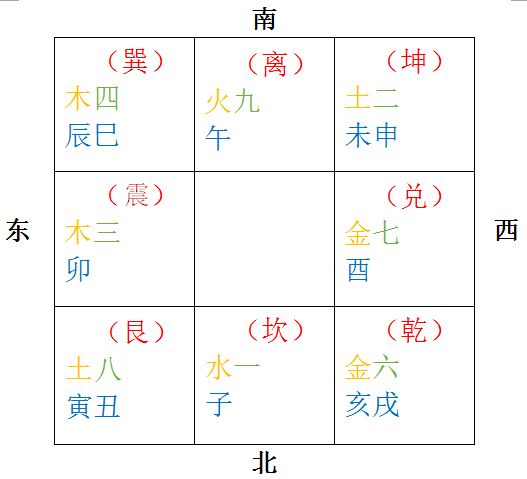 南
（巽）
木四
辰巳
（离）
火九
午
（坤）
土二
未申
东
（震）
木三
卯
（兑）
金七
酉
西
（艮）
土八
寅丑
（坎）
水一
子
（乾）
金六
亥戌
北